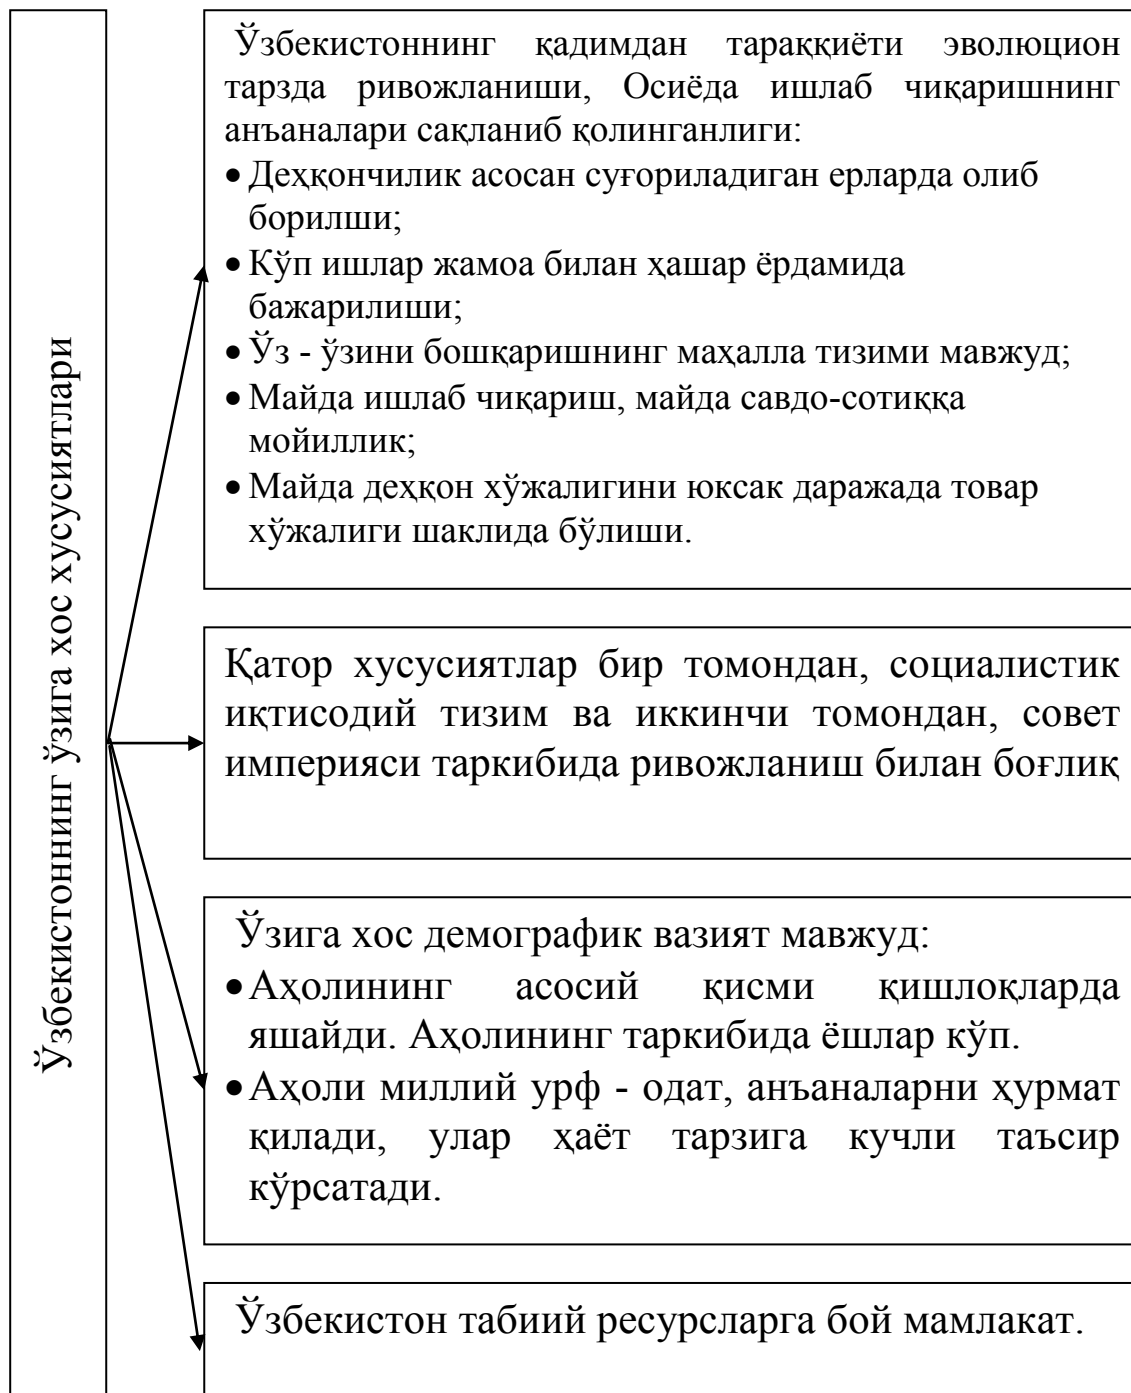 Ўзбекистоннинг ўзига хос хусусиятлари
Ўзбекистоннинг қадимдан тараққиёти эволюцион
тарзда ривожланиши, Осиёда ишлаб чиқаришнинг
анъаналари сақланиб қолинганлиги:
• Деҳқончилик асосан суғориладиган ерларда олиб
борилши;
• Кўп ишлар жамоа билан ҳашар ёрдамида
бажарилиши;
• Ўз - ўзини бошқаришнинг маҳалла тизими мавжуд;
• Майда ишлаб чиқариш, майда савдо-сотиққа
мойиллик;
• Майда деҳқон хўжалигини юксак даражада товар
хўжалиги шаклида бўлиши.
Қатор хусусиятлар бир томондан, социалистик
иқтисодий тизим ва иккинчи томондан, совет
империяси таркибида ривожланиш билан боғлиқ
Ўзига хос демографик вазият мавжуд:
• Аҳолининг асосий қисми қишлоқларда
яшайди. Аҳолининг таркибида ёшлар кўп.
• Аҳоли миллий урф - одат, анъаналарни ҳурмат
қилади, улар ҳаёт тарзига кучли таъсир
кўрсатади.
Ўзбекистон табиий ресурсларга бой мамлакат.